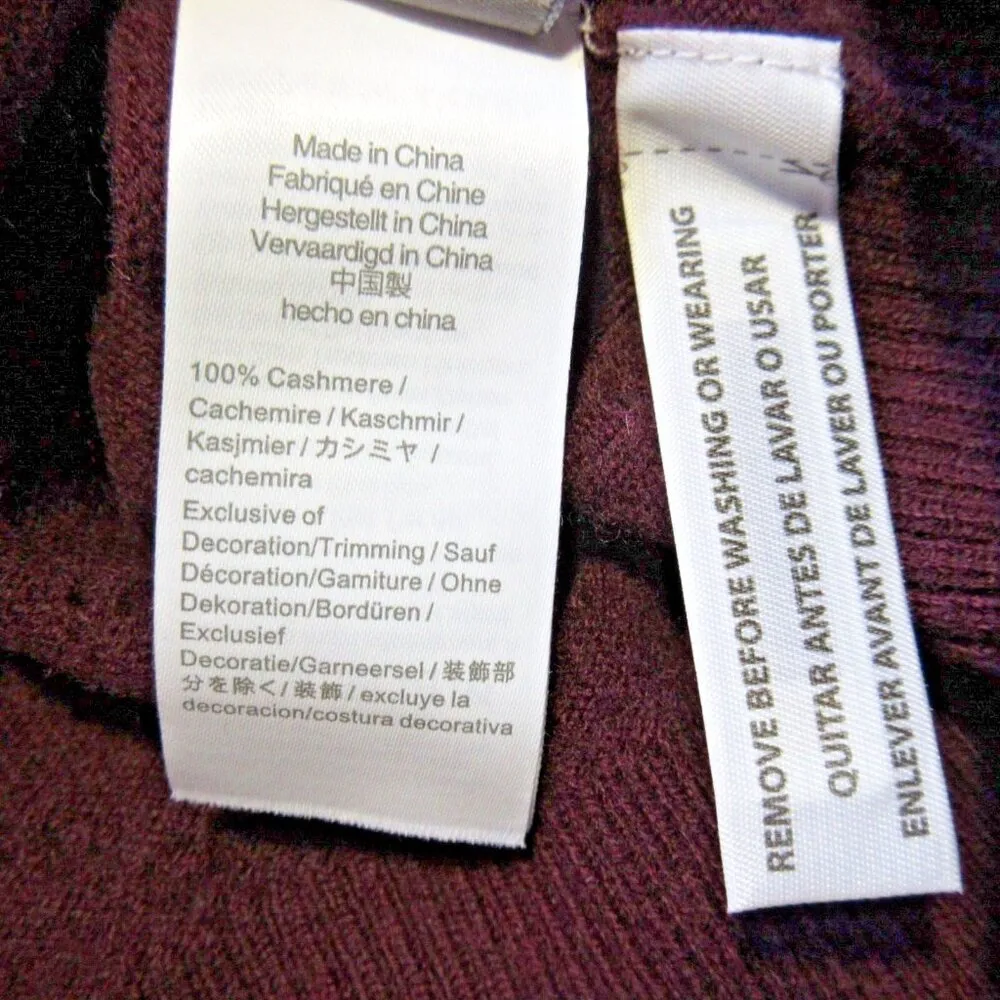 Made in China
Fabriqué en Chine
Hergestellt in China
Vervaardigd in China
中国製
hecho en china
100% Cashmere /
Cachemire / Kaschmir /
Kasjmier / カシミヤ /
cachemira
Exclusive of
Decoration/Trimming / Sauf
Décoration/Garniture / Ohne
Dekoration/Bordüren /
Exclusief
Decoratie/Garneersel / 装飾部
分を除く / 装飾 / excluye la
decoracion/costura decorativa
REMOVE BEFORE WASHING OR WEARING
QUITAR ANTES DE LAVAR O USAR
ENLEVER AVANT DE LAVER OU PORTER